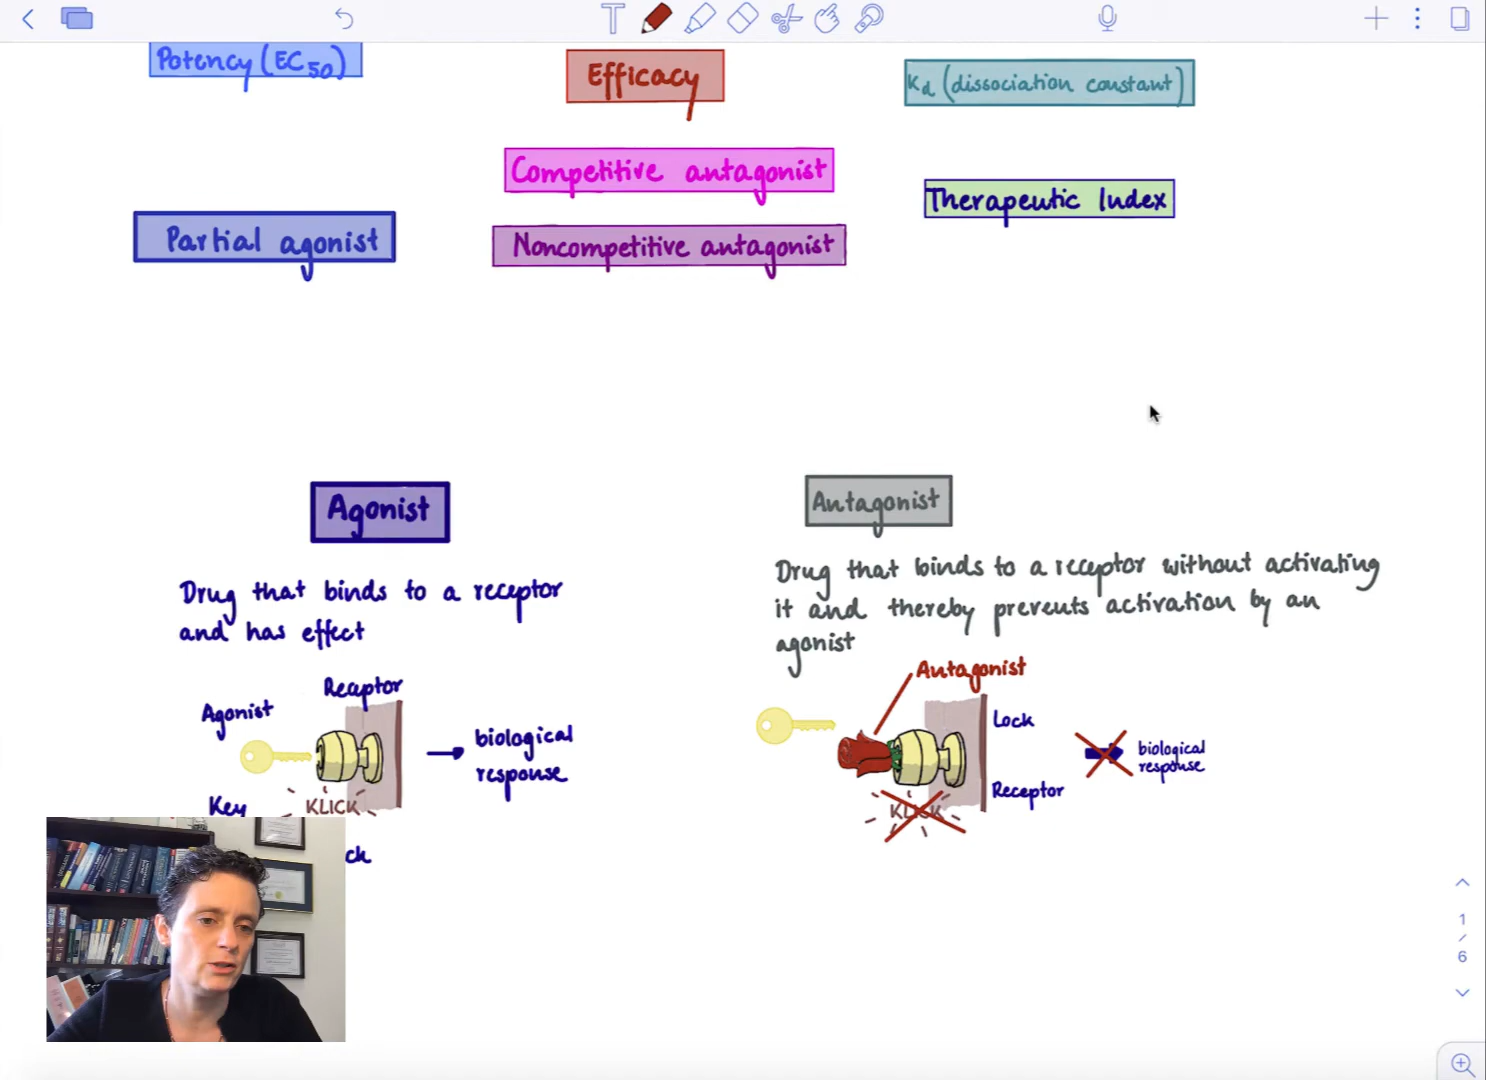 Potency (EC50)
Efficacy
Kd (dissociation constant)
Competitive antagonist
Therapeutic Index
Partial agonist
Noncompetitive antagonist
Agonist
Drug that binds to a receptor
and has effect
Receptor
Agonist
biological
response
Key
KLICK
ck
Antagonist
Drug that binds to a receptor without activating
it and thereby prevents activation by an
agonist
Antagonist
Lock
biological
response
Receptor
KLICK
1
/
6